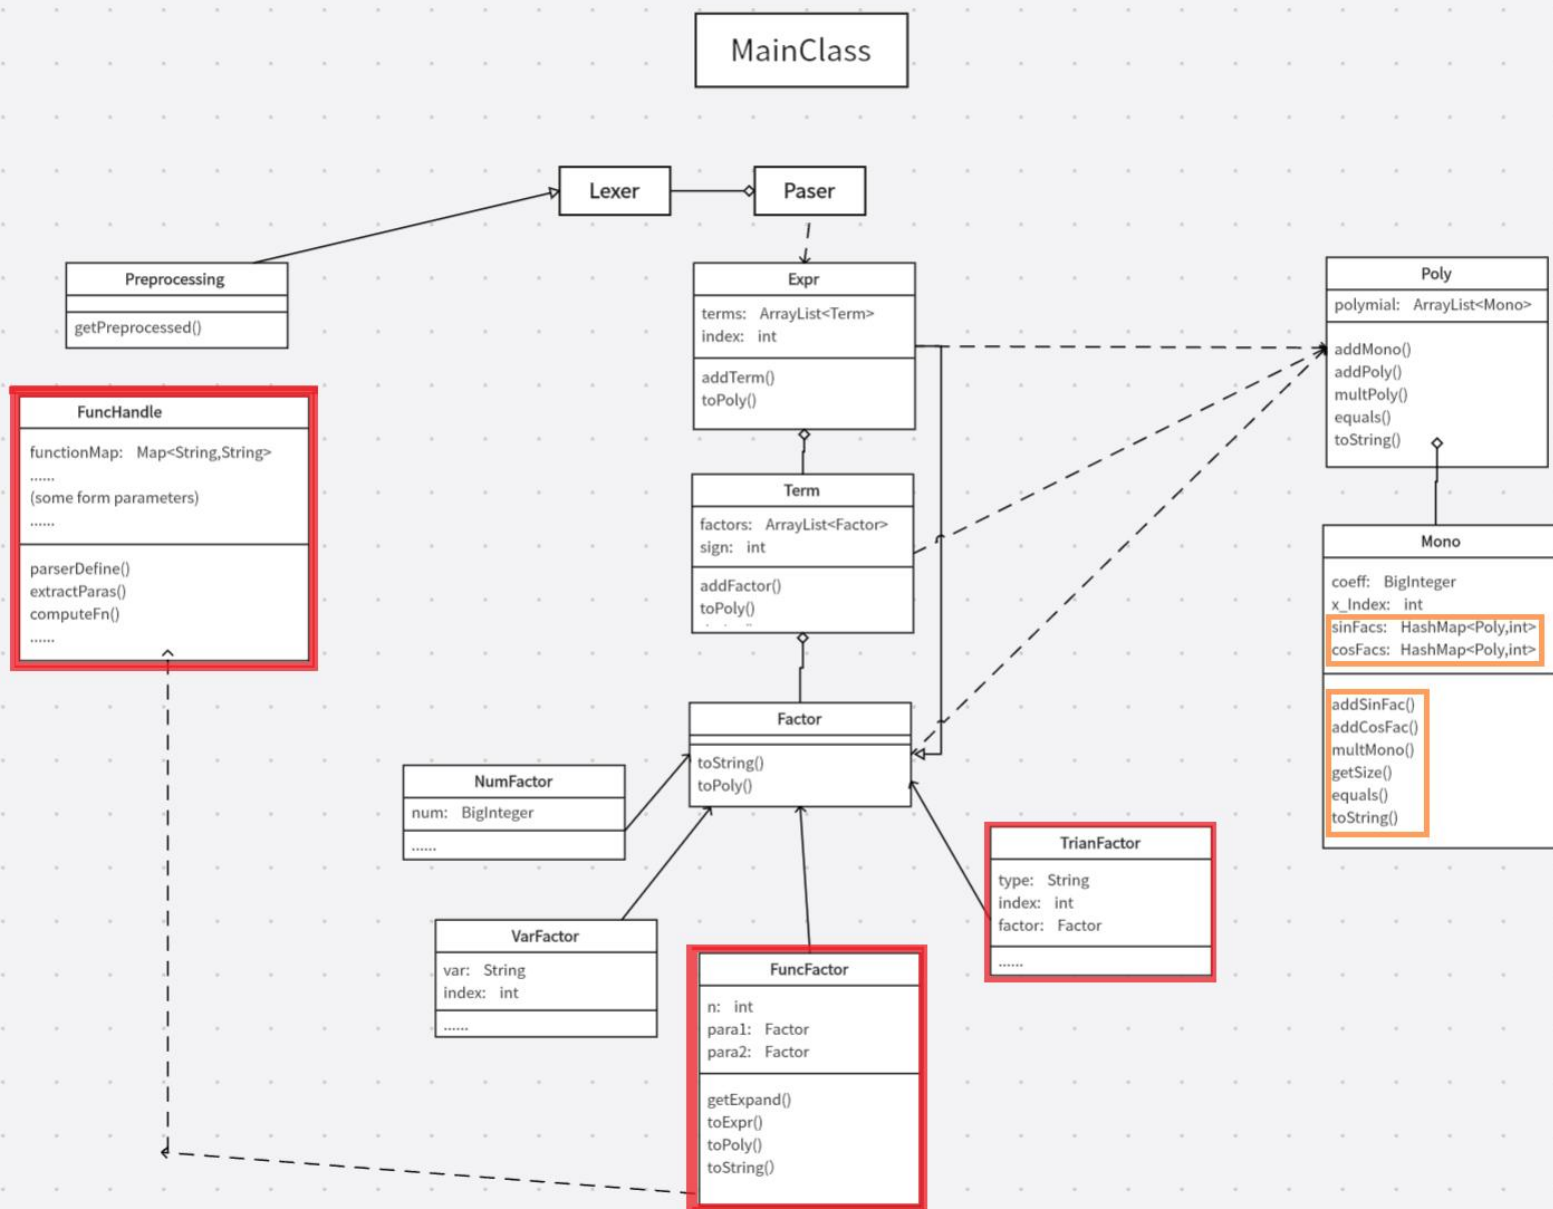 MainClass
Lexer
Paser
Preprocessing
getPreprocessed()
Expr
terms: ArrayList<Term>
index: int
addTerm()
toPoly()
Poly
polymial: ArrayList<Mono>
addMono()
addPoly()
multPoly()
equals()
toString()
FuncHandle
functionMap: Map<String,String>
......
(some form parameters)
......
parserDefine()
extractParas()
computeFn()
......
Term
factors: ArrayList<Factor>
sign: int
addFactor()
toPoly()
Mono
coeff: BigInteger
x_Index: int
sinFacs: HashMap<Poly,int>
cosFacs: HashMap<Poly,int>
addSinFac()
addCosFac()
multMono()
getSize()
equals()
toString()
Factor
toString()
toPoly()
NumFactor
num: BigInteger
......
TrianFactor
type: String
index: int
factor: Factor
......
VarFactor
var: String
index: int
......
FuncFactor
n: int
para1: Factor
para2: Factor
getExpand()
toExpr()
toPoly()
toString()